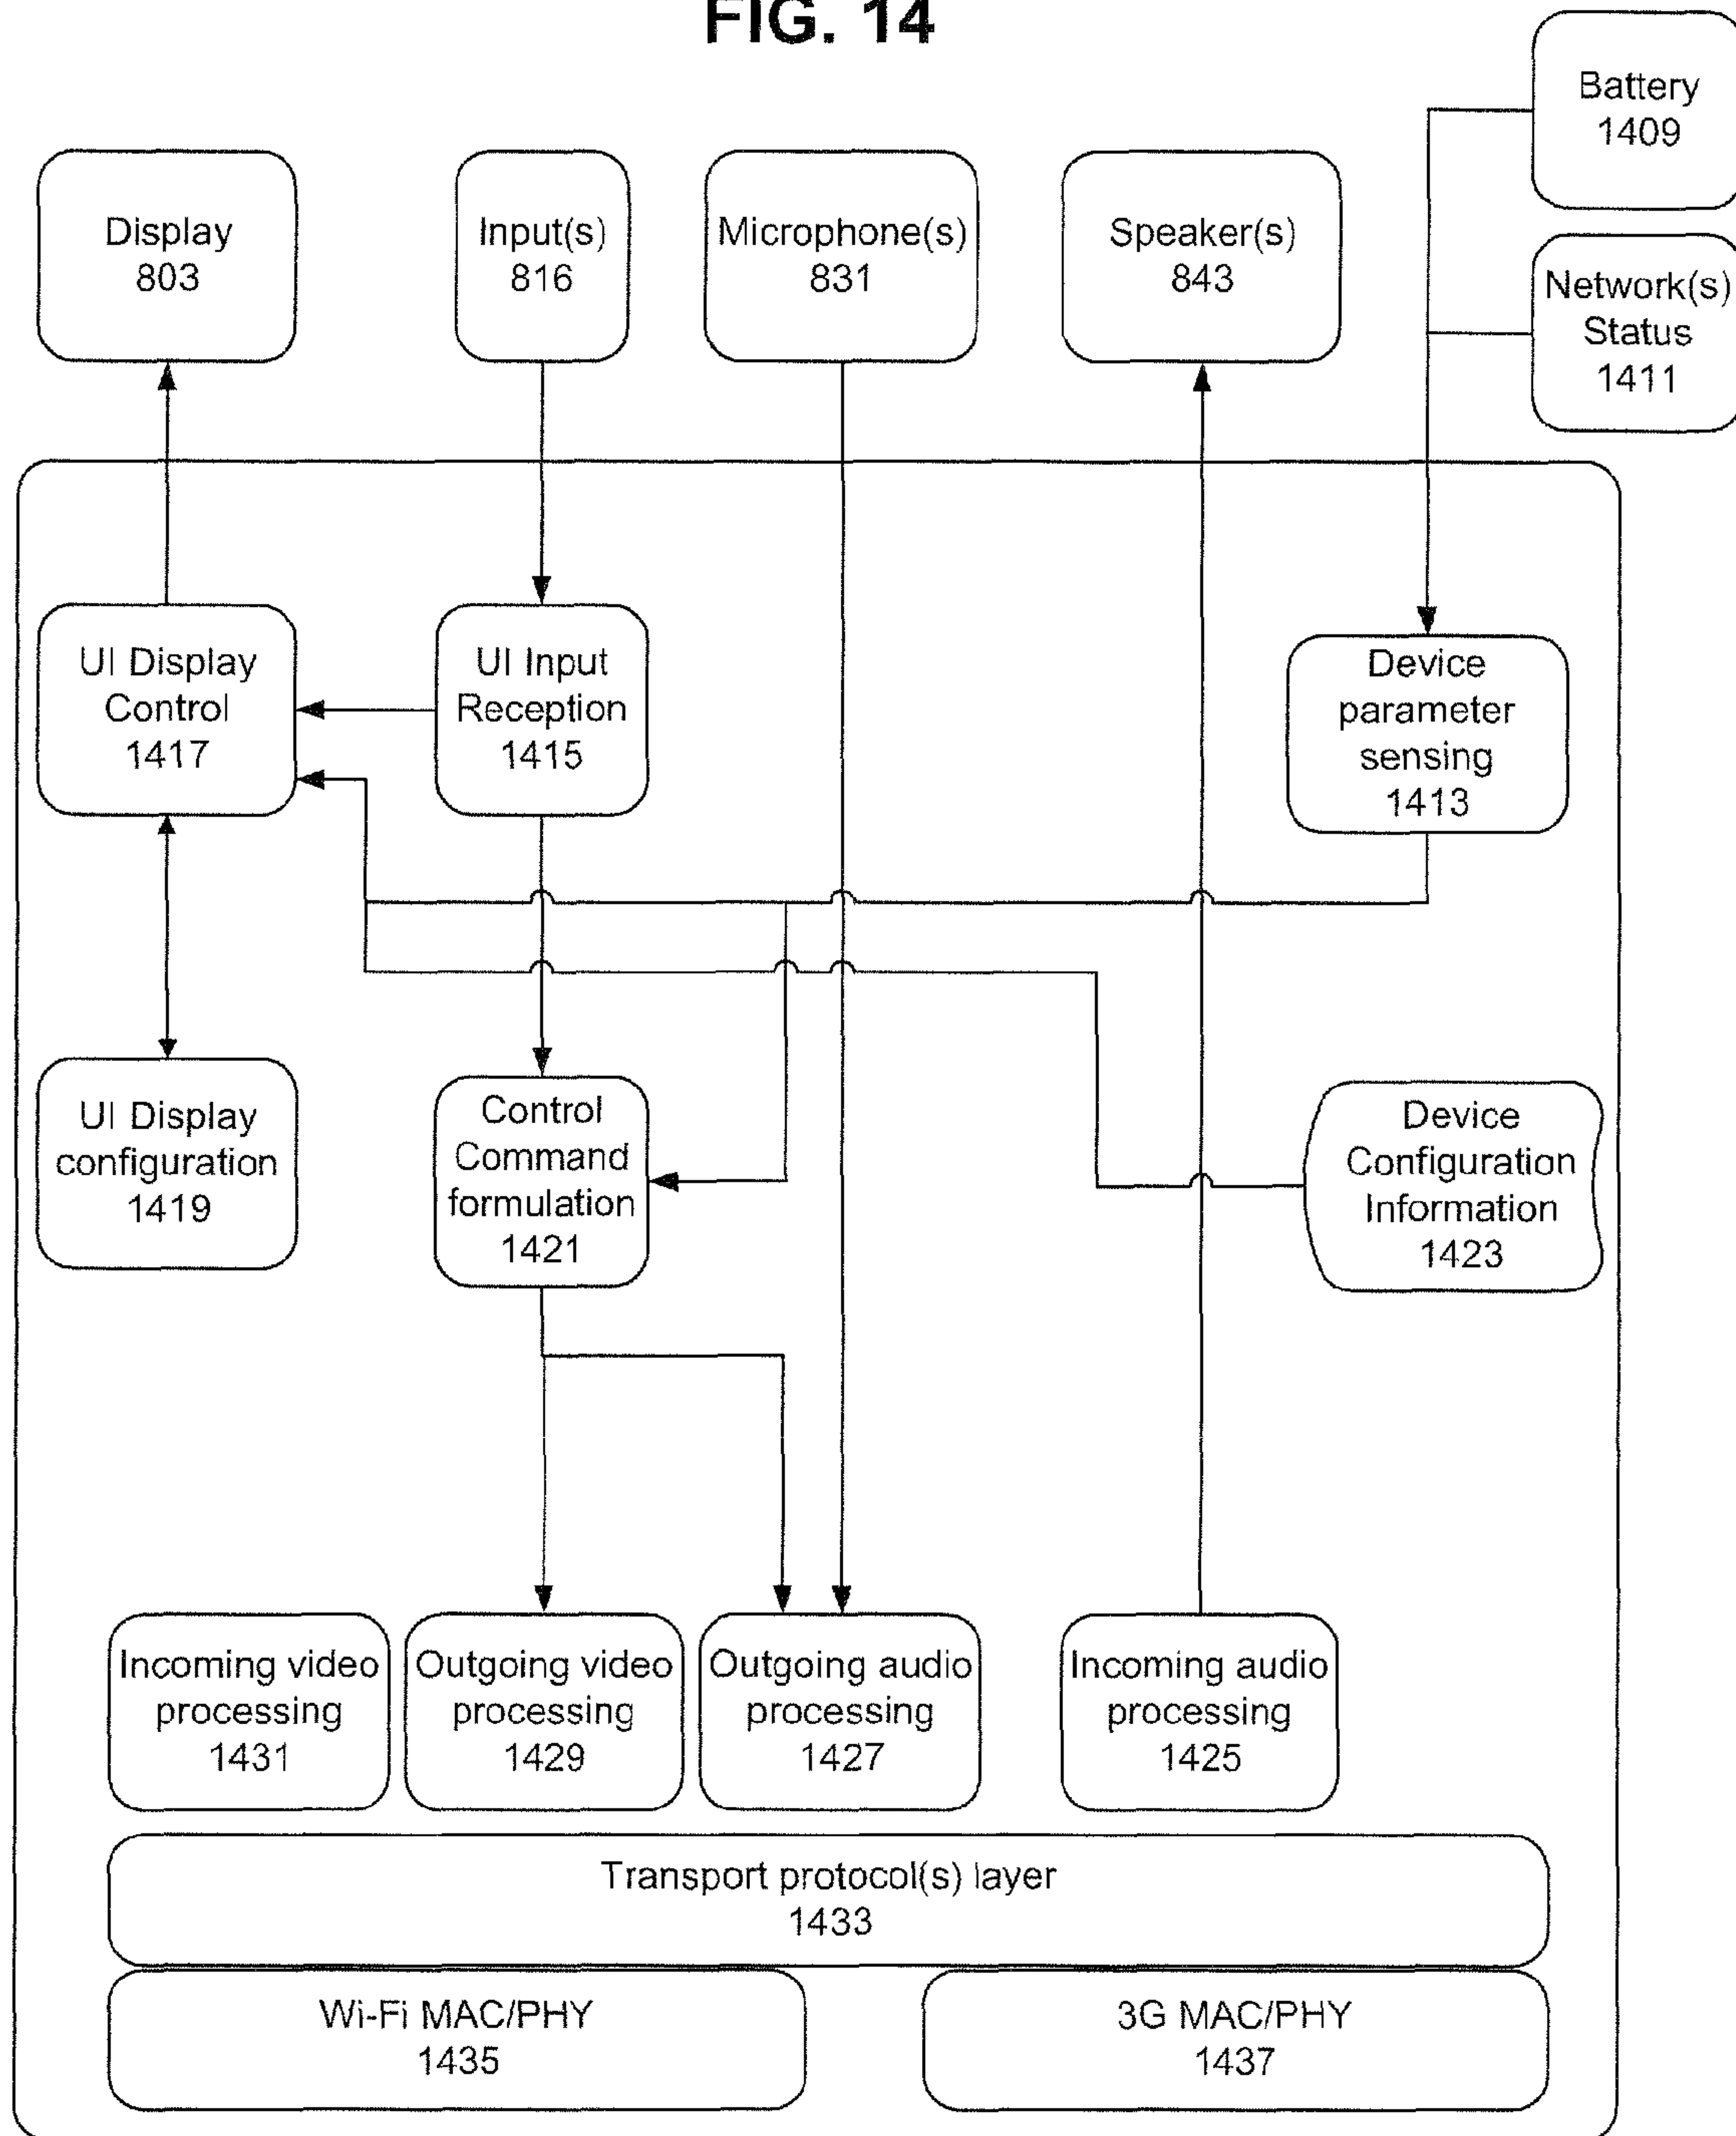 FIG. 14
Battery
1409
Display
803
Input(s)
816
Microphone(s)
831
Speaker(s)
843
Network(s)
Status
1411
UI Display
Control
1417
UI Input
Reception
1415
Device
parameter
sensing
1413
UI Display
configuration
1419
Control
Command
formulation
1421
Device
Configuration
Information
1423
Incoming video
processing
1431
Outgoing video
processing
1429
Outgoing audio
processing
1427
Incoming audio
processing
1425
Transport protocol(s) layer
1433
Wi-Fi MAC/PHY
1435
3G MAC/PHY
1437